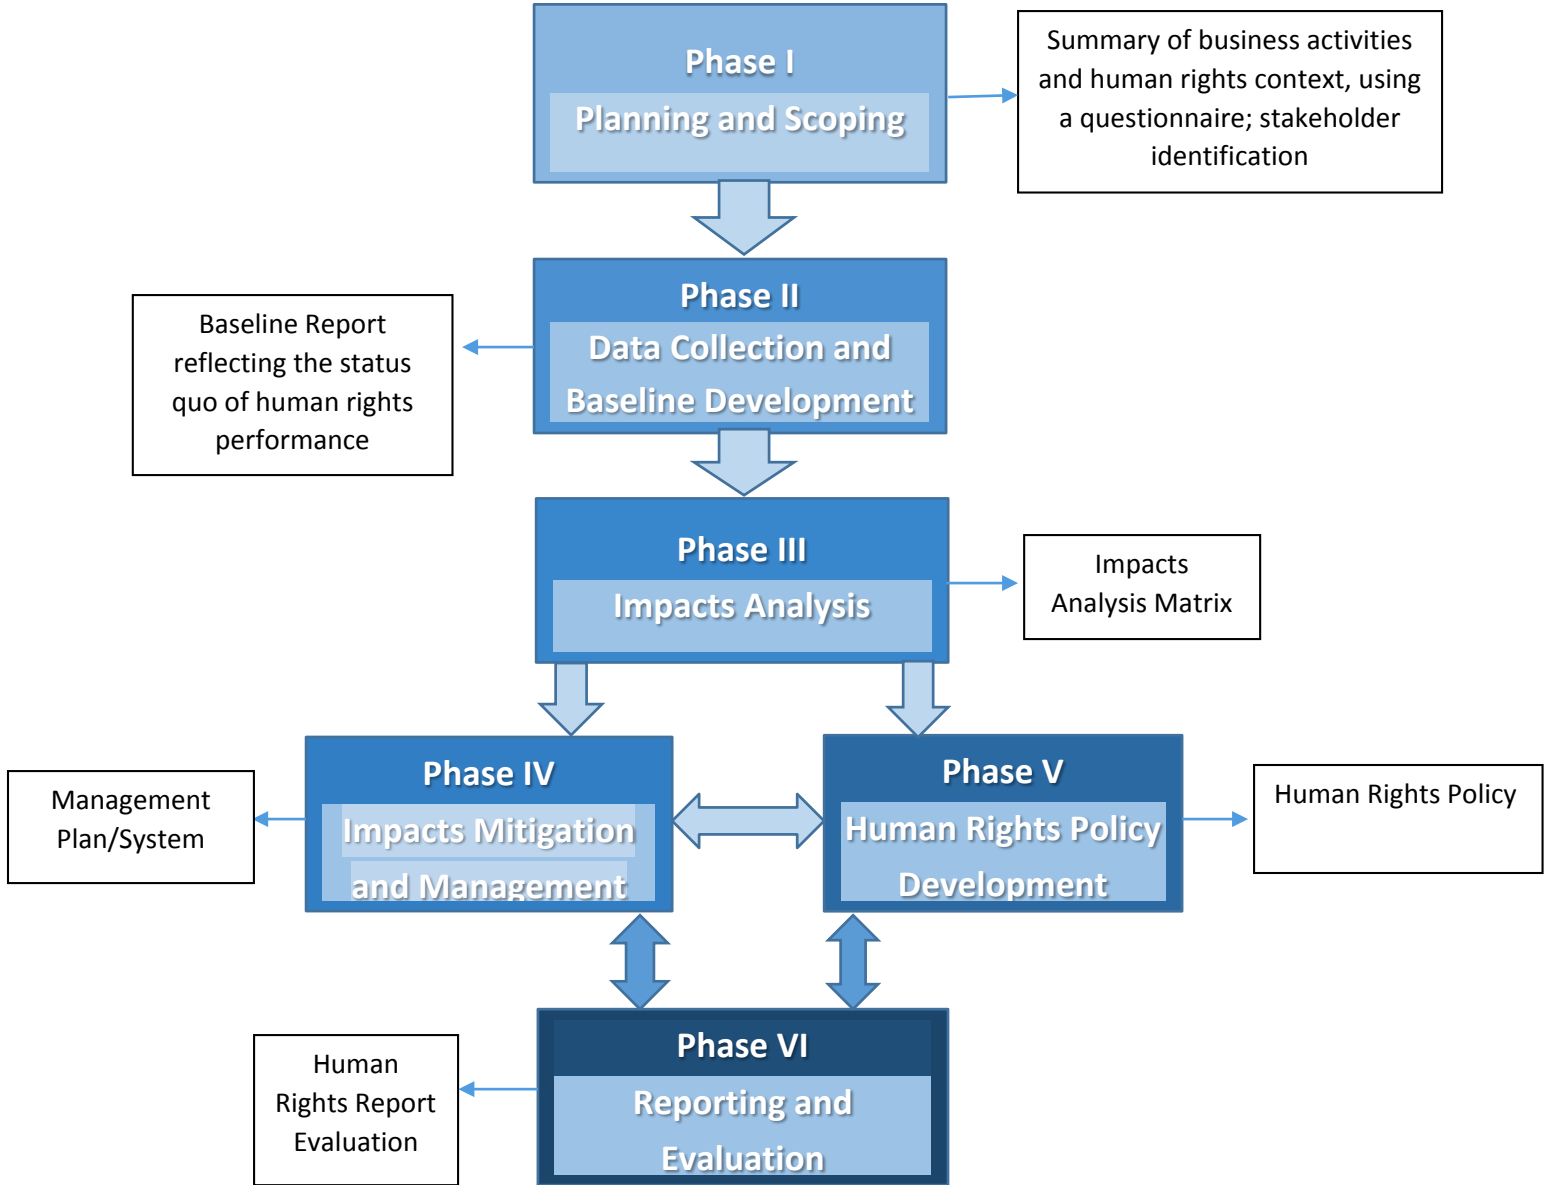 Phase I
Planning and Scoping
Summary of business activities
and human rights context, using
a questionnaire; stakeholder
identification
Phase II
Data Collection and
Baseline Development
Baseline Report
reflecting the status
quo of human rights
performance
Phase III
Impacts Analysis
Impacts
Analysis Matrix
Management
Plan/System
Phase IV
Impacts Mitigation
and Management
Phase V
Human Rights Policy
Development
Human Rights Policy
Phase VI
Reporting and
Evaluation
Human
Rights Report
Evaluation